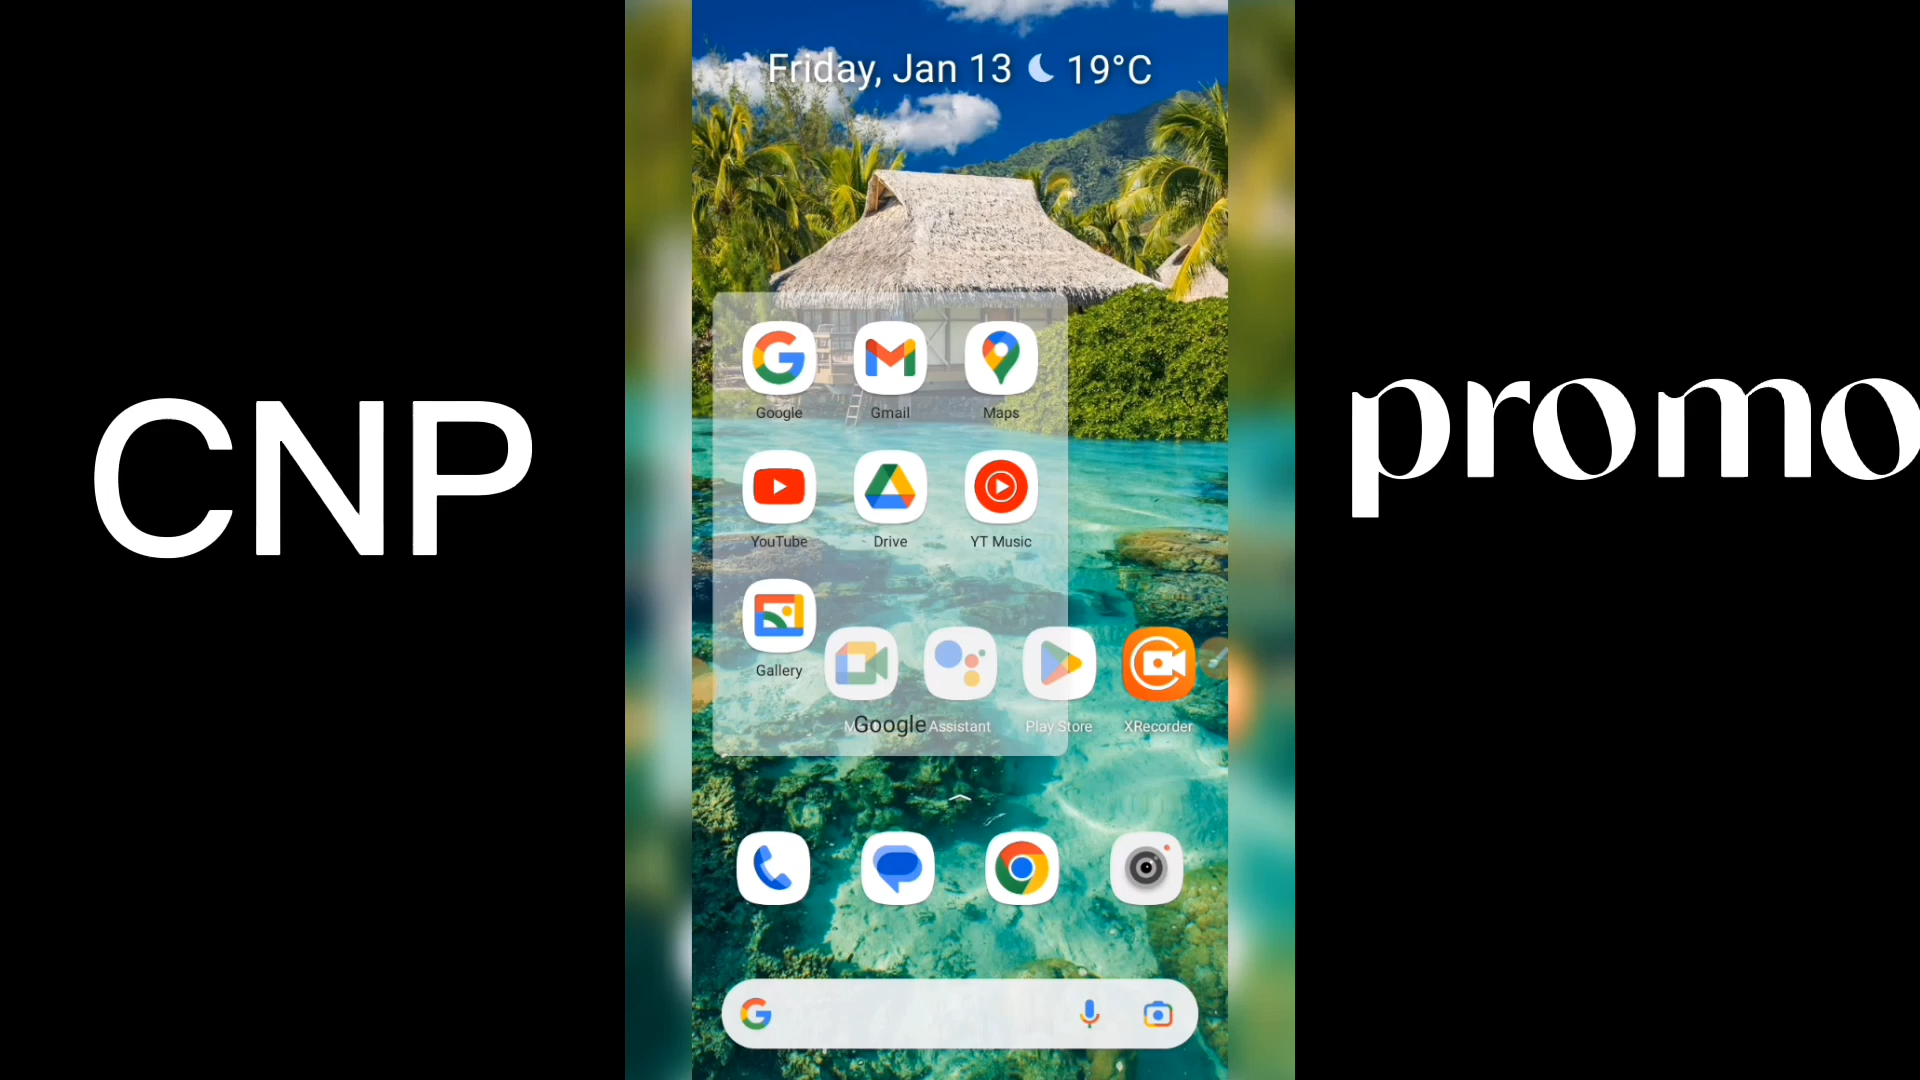 Friday, Jan 13 19°C
CNP
promo
Google Gmail Maps
YouTube Drive YT Music
Gallery
Google Assistant Play Store XRecorder